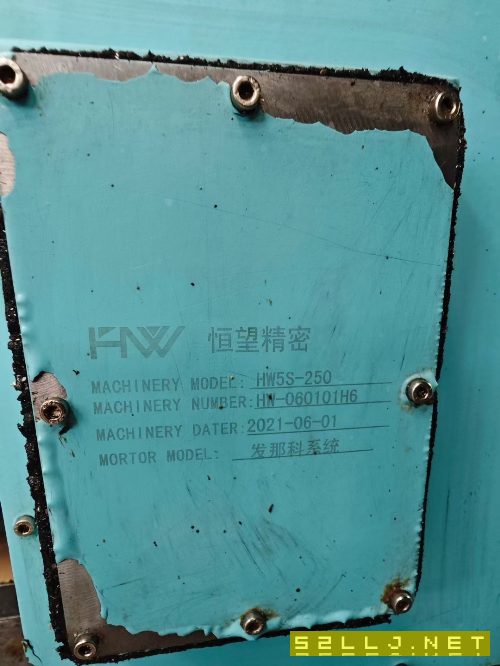 HW 恒望精密
MACHINERY MODEL: HW5S-250
MACHINERY NUMBER: HW-060101H6
MACHINERY DATER: 2021-06-01
MORTOR MODEL: 发那科系统
52LLJ.NET